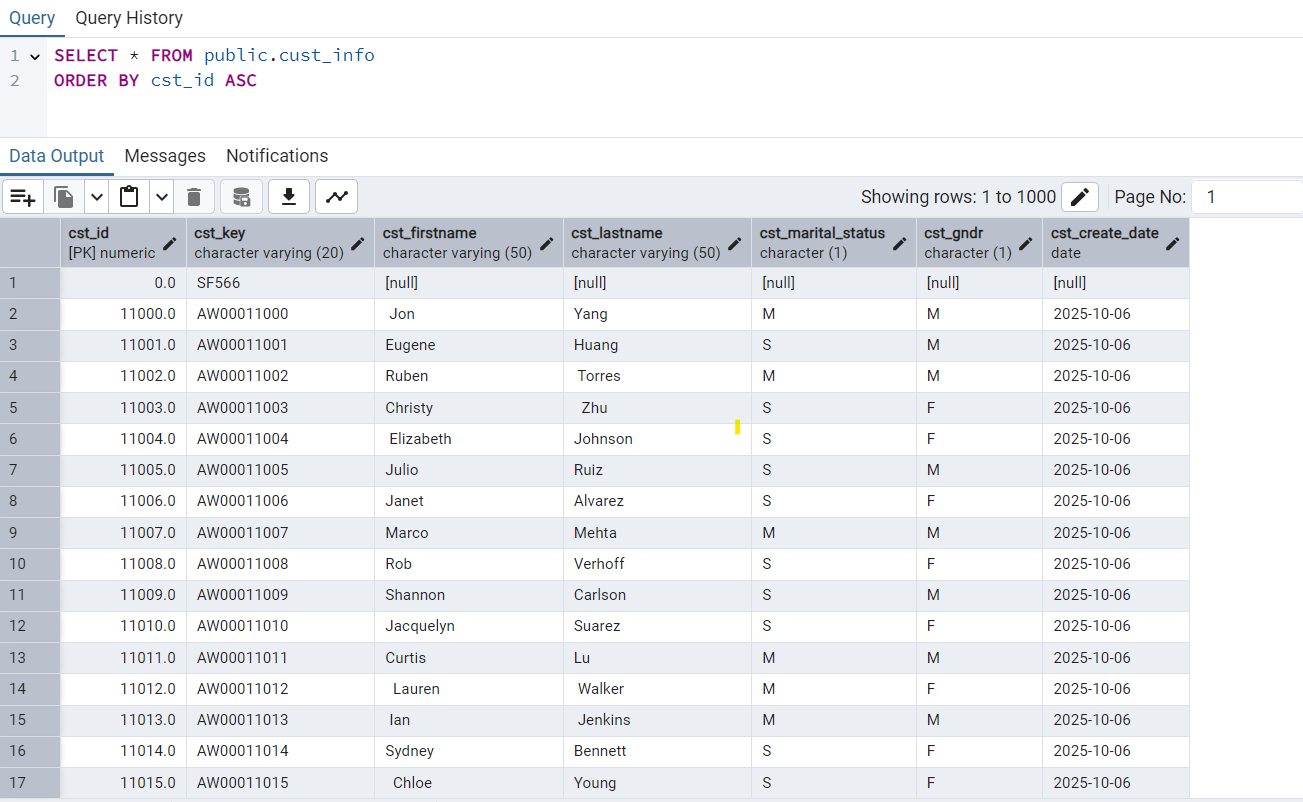 Query Query History
1 SELECT * FROM public.cust_info
2 ORDER BY cst_id ASC
Data Output Messages Notifications
Showing rows: 1 to 1000 Page No: 1
cst_id cst_key cst_firstname cst_lastname cst_marital_status cst_gndr cst_create_date
[PK] numeric character varying (20) character varying (50) character varying (50) character (1) character (1) date
1 0.0 SF566 [null] [null] [null] [null] [null]
2 11000.0 AW00011000 Jon Yang M M 2025-10-06
3 11001.0 AW00011001 Eugene Huang S M 2025-10-06
4 11002.0 AW00011002 Ruben Torres M M 2025-10-06
5 11003.0 AW00011003 Christy Zhu S F 2025-10-06
6 11004.0 AW00011004 Elizabeth Johnson S F 2025-10-06
7 11005.0 AW00011005 Julio Ruiz S M 2025-10-06
8 11006.0 AW00011006 Janet Alvarez S F 2025-10-06
9 11007.0 AW00011007 Marco Mehta M M 2025-10-06
10 11008.0 AW00011008 Rob Verhoff S F 2025-10-06
11 11009.0 AW00011009 Shannon Carlson S M 2025-10-06
12 11010.0 AW00011010 Jacquelyn Suarez S F 2025-10-06
13 11011.0 AW00011011 Curtis Lu M M 2025-10-06
14 11012.0 AW00011012 Lauren Walker M F 2025-10-06
15 11013.0 AW00011013 Ian Jenkins M M 2025-10-06
16 11014.0 AW00011014 Sydney Bennett S F 2025-10-06
17 11015.0 AW00011015 Chloe Young S F 2025-10-06